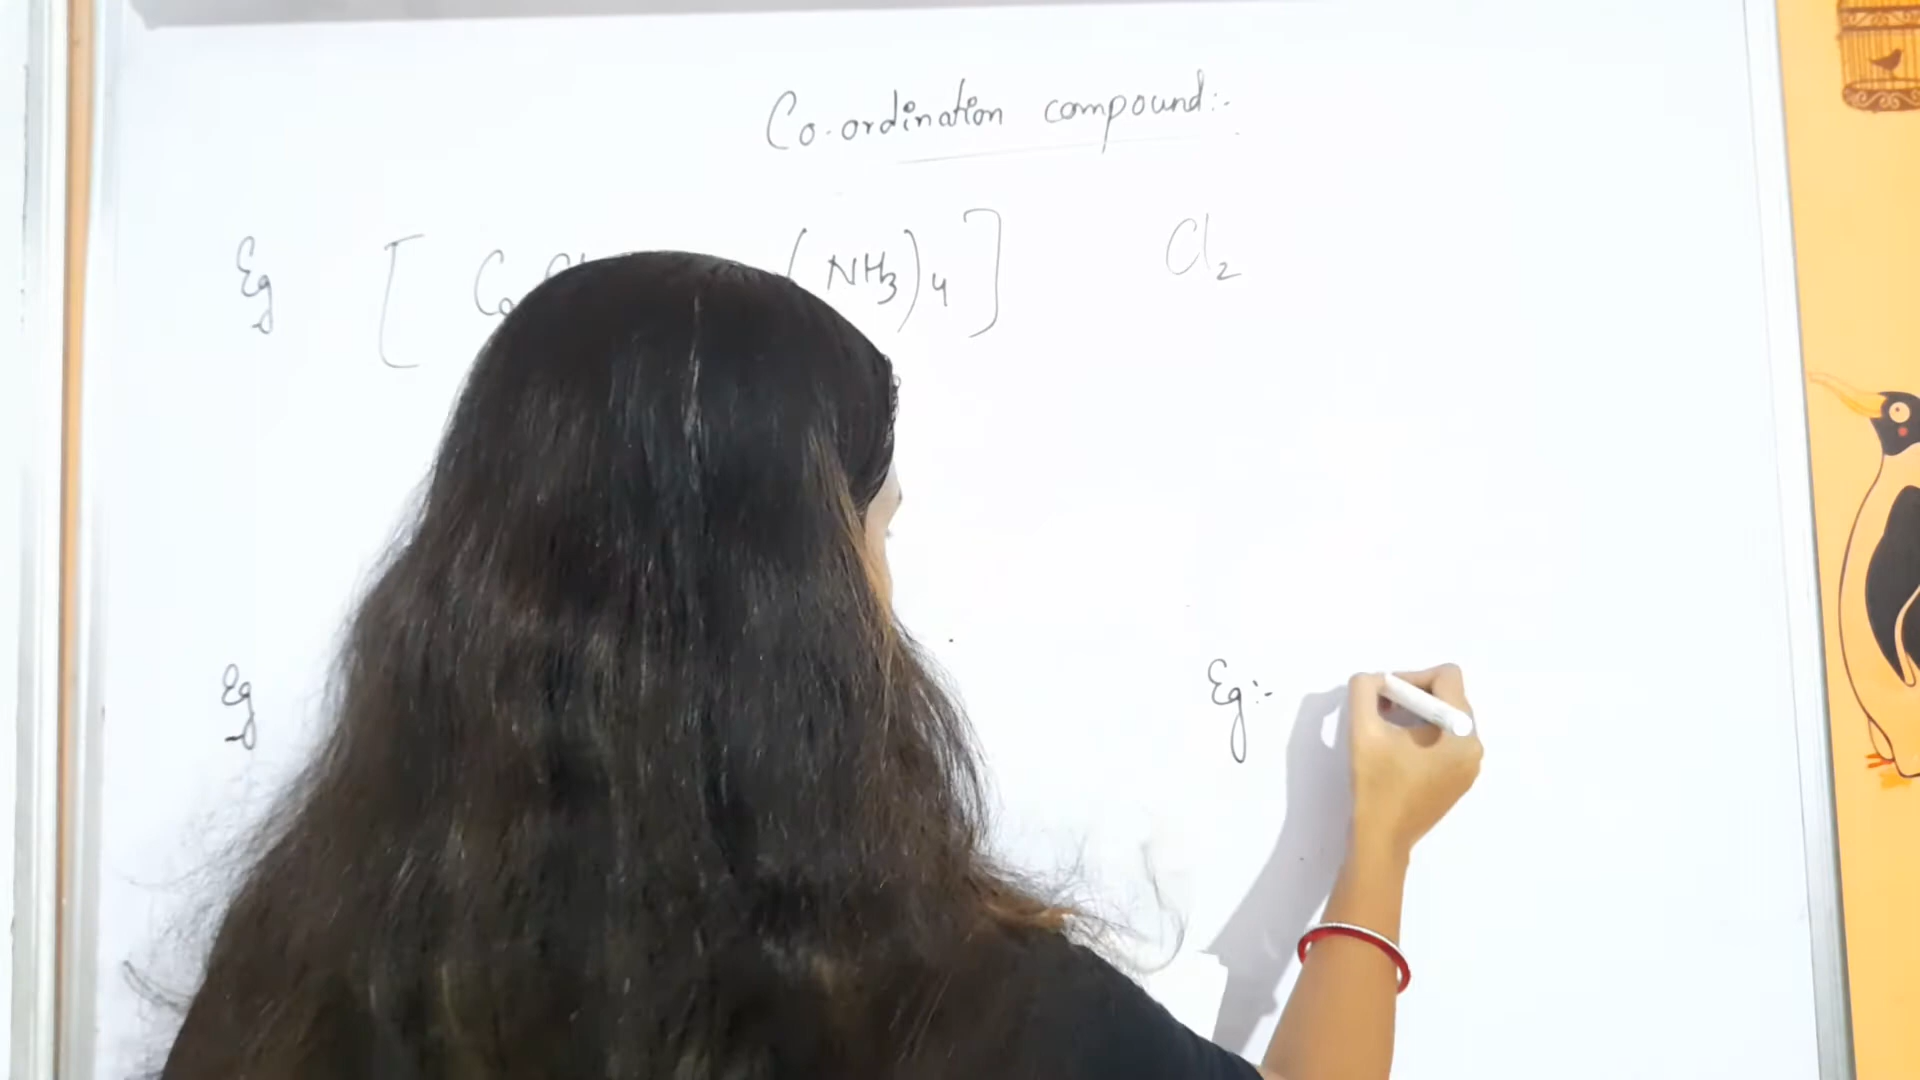 Co-ordination compound:-
Eg [ Co (NH3)4 ] Cl2
Eg Eg:-